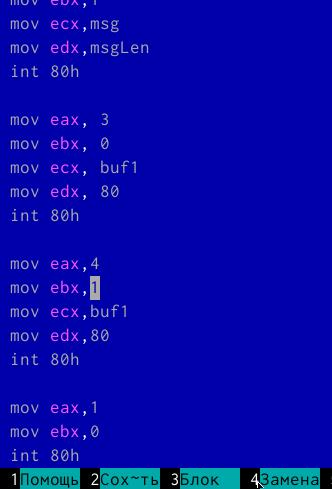 mov ebx,1
mov ecx,msg
mov edx,msgLen
int 80h
mov eax, 3
mov ebx, 0
mov ecx, buf1
mov edx, 80
int 80h
mov eax,4
mov ebx,1
mov ecx,buf1
mov edx,80
int 80h
mov eax,1
mov ebx,0
int 80h
1Помощь 2Сох~ть 3Блок 4Замена